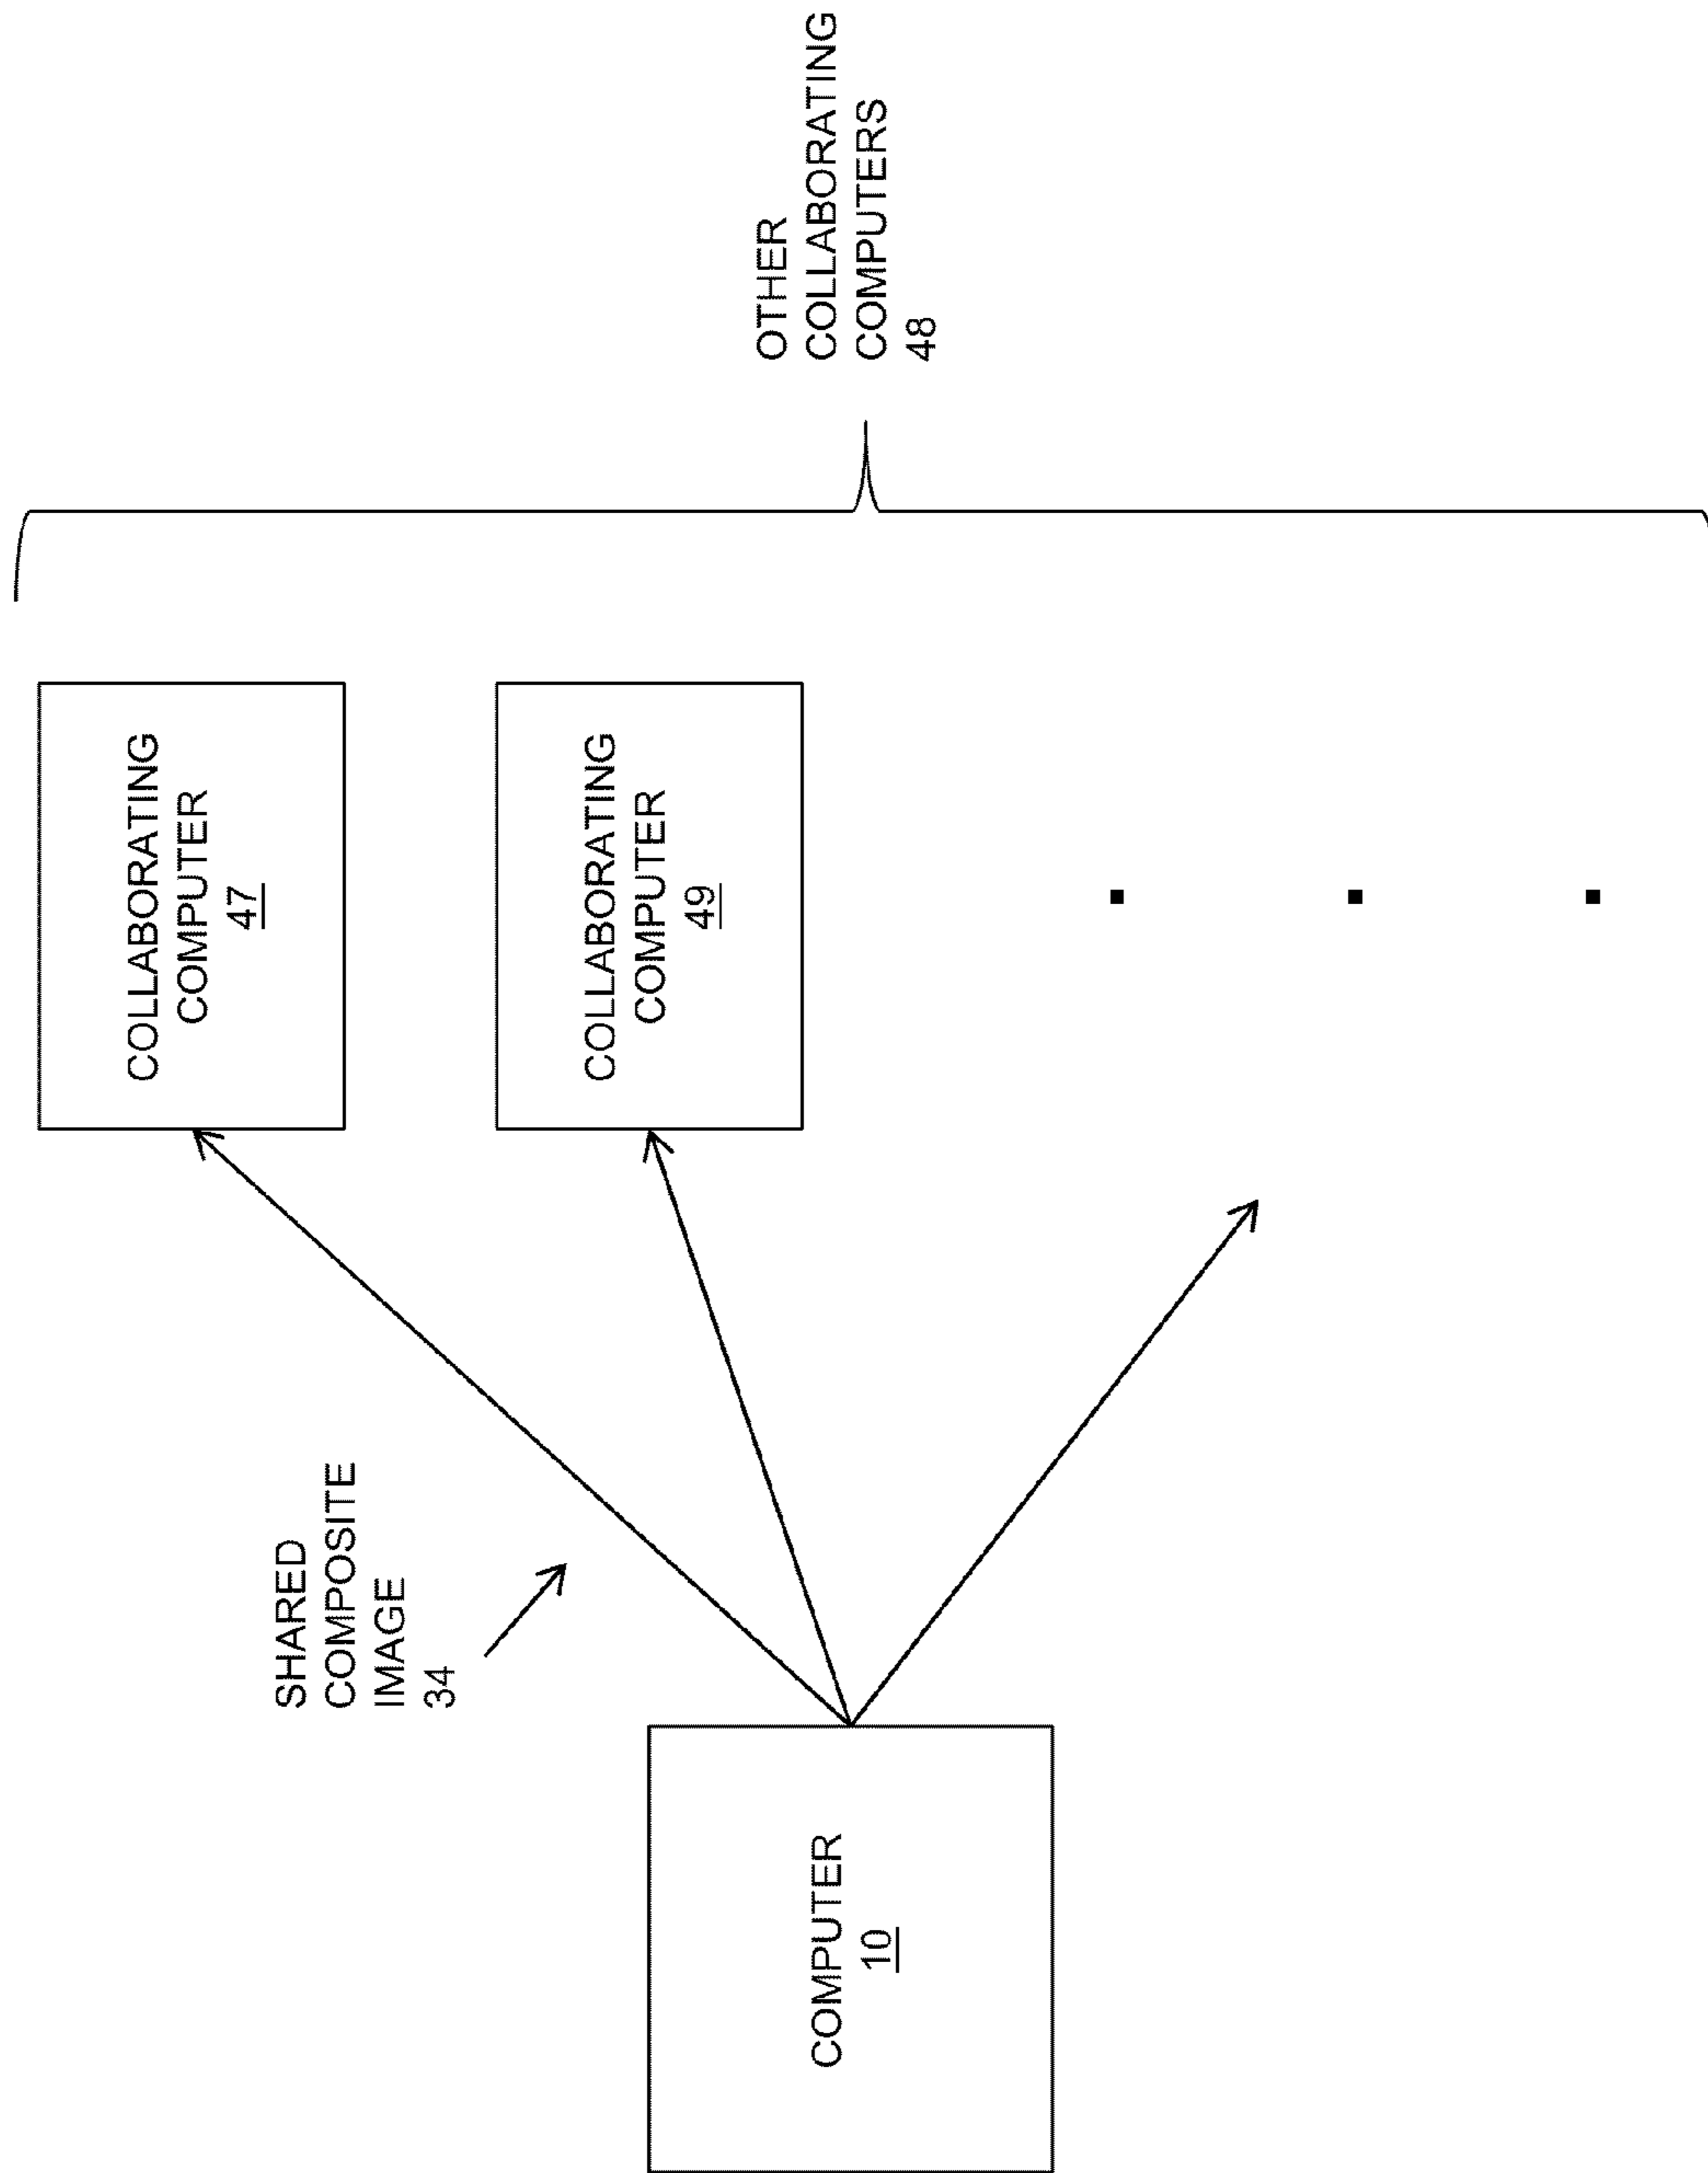 COMPUTER
10
SHARED
COMPOSITE
IMAGE
34
COLLABORATING
COMPUTER
47
COLLABORATING
COMPUTER
49
OTHER
COLLABORATING
COMPUTERS
48